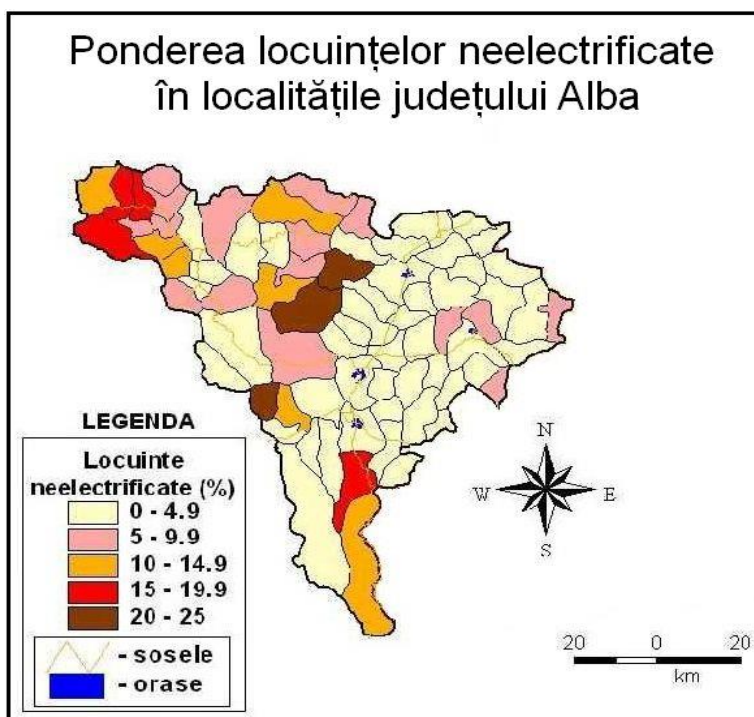 Ponderea locuințelor neelectrificate
în localitățile județului Alba
LEGENDA
Locuinte
neelectrificate (%)
0 - 4.9
5 - 9.9
10 - 14.9
15 - 19.9
20 - 25
- sosele
- orase
N
W
E
S
20 0 20
km